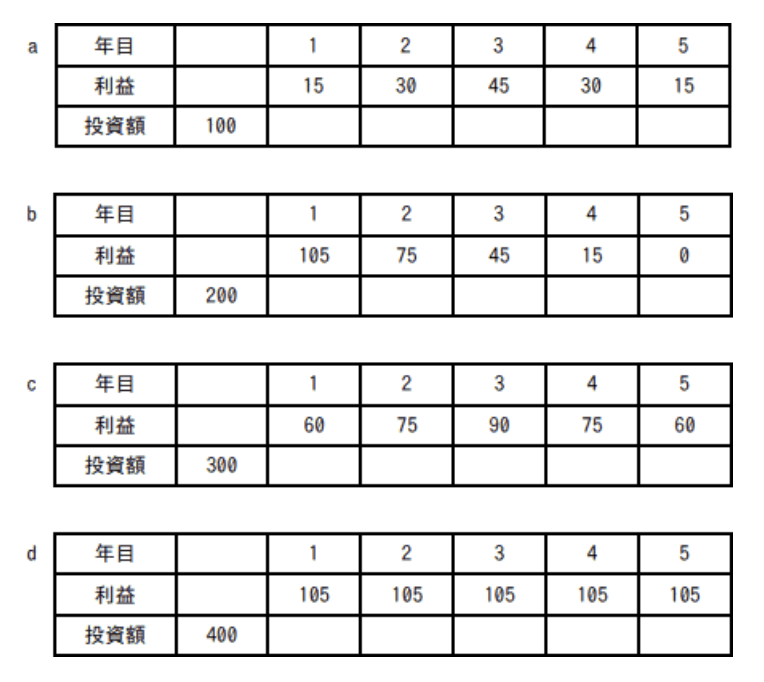 a 年目 1 2 3 4 5
利益 15 30 45 30 15
投資額 100
b 年目 1 2 3 4 5
利益 105 75 45 15 0
投資額 200
c 年目 1 2 3 4 5
利益 60 75 90 75 60
投資額 300
d 年目 1 2 3 4 5
利益 105 105 105 105 105
投資額 400